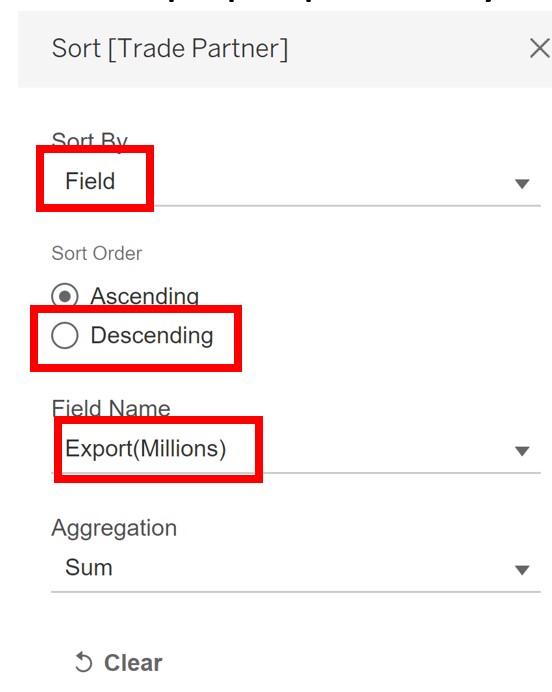 Sort [Trade Partner]
Sort By
Field
Sort Order
Ascending
Descending
Field Name
Export(Millions)
Aggregation
Sum
Clear